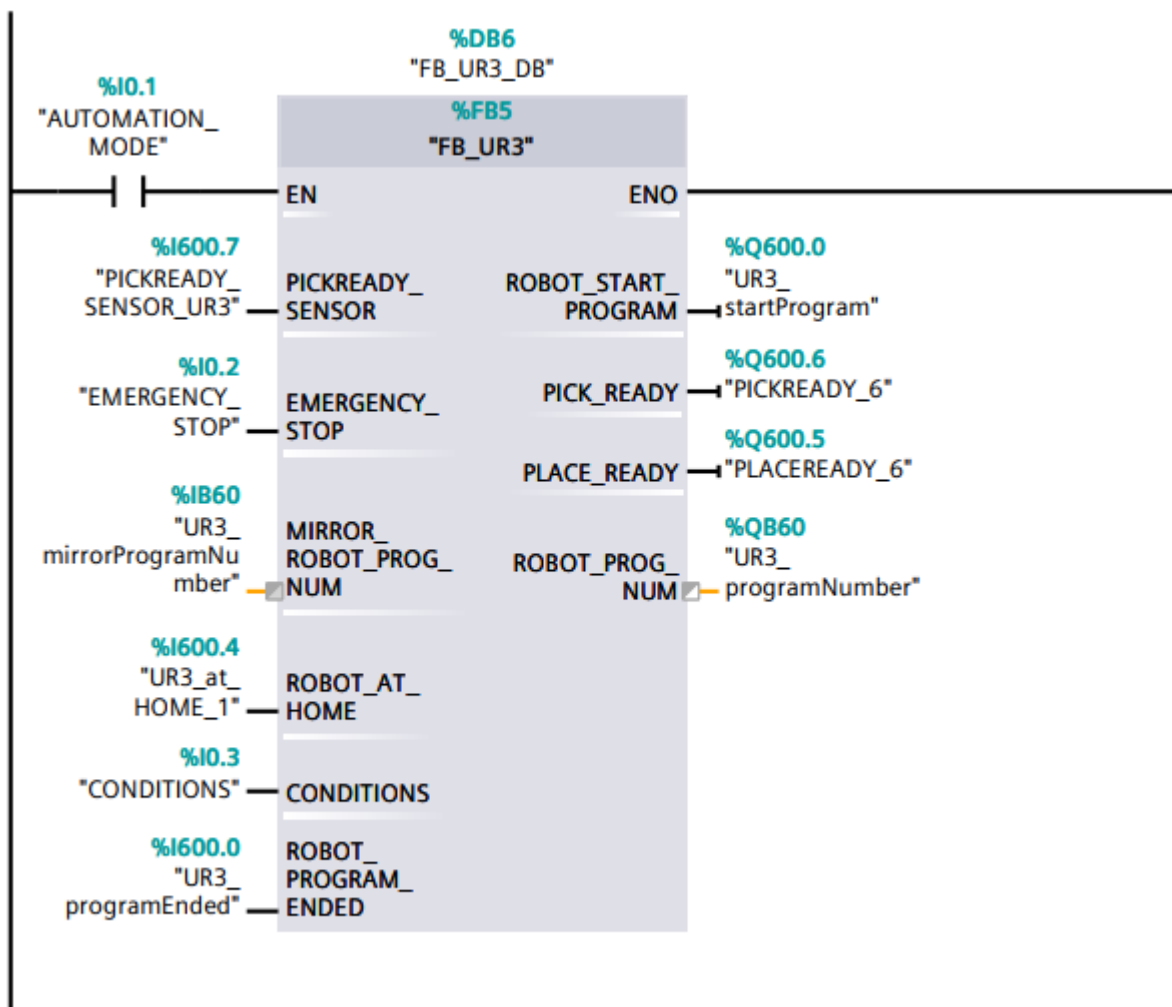 %DB6
"FB_UR3_DB"
%I0.1
"AUTOMATION_
MODE"
%FB5
"FB_UR3"
EN
ENO
%I600.7
"PICKREADY_
SENSOR_UR3"
PICKREADY_
SENSOR
ROBOT_START_
PROGRAM
%Q600.0
"UR3_
startProgram"
%I0.2
"EMERGENCY_
STOP"
EMERGENCY_
STOP
PICK_READY
%Q600.6
"PICKREADY_6"
PLACE_READY
%Q600.5
"PLACEREADY_6"
%IB60
"UR3_
mirrorProgramNu
mber"
MIRROR_
ROBOT_PROG_
NUM
ROBOT_PROG_
NUM
%QB60
"UR3_
programNumber"
%I600.4
"UR3_at_
HOME_1"
ROBOT_AT_
HOME
%I0.3
"CONDITIONS"
CONDITIONS
%I600.0
"UR3_
programEnded"
ROBOT_
PROGRAM_
ENDED